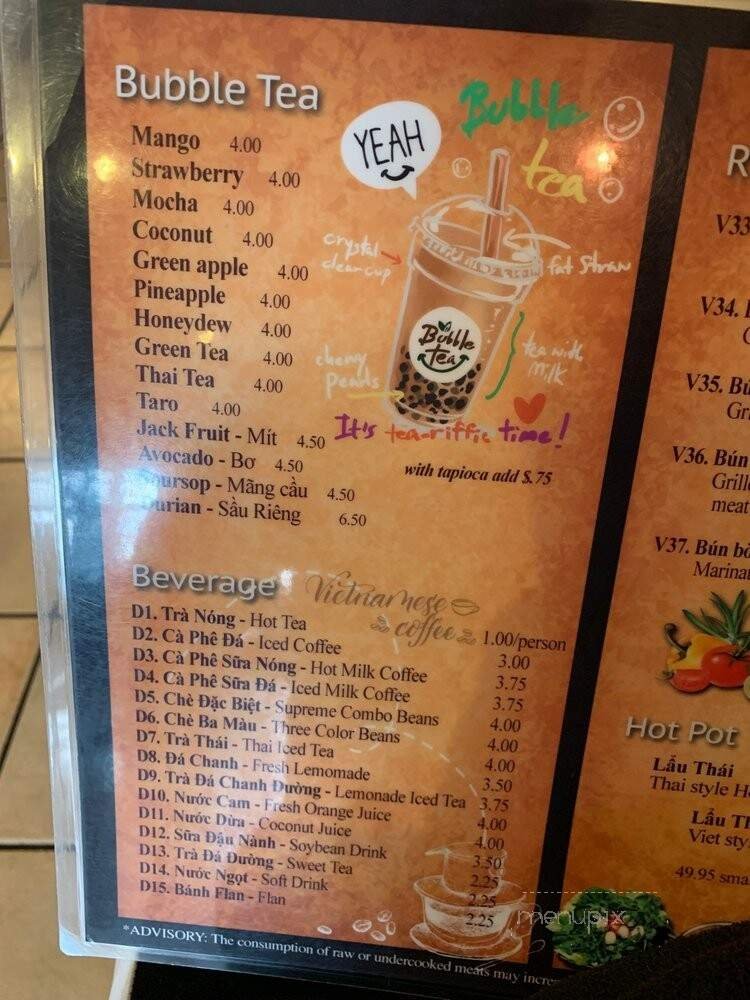 Bubble Tea
Mango 4.00
Strawberry 4.00
Mocha 4.00
Coconut 4.00
Green apple 4.00
Pineapple 4.00
Honeydew 4.00
Green Tea 4.00
Thai Tea 4.00
Taro 4.00
Jack Fruit - Mít 4.50
Avocado - Bơ 4.50
Soursop - Mãng cầu 4.50
Durian - Sầu Riêng 6.50
YEAH
Bubble
tea
crystal
clear cup
fat straw
Bubble
Tea
chewy
pearls
tea with
milk
It's tea-riffic time!
with tapioca add $.75
Beverage
Vietnamese
coffee
D1. Trà Nóng - Hot Tea 1.00/person
D2. Cà Phê Đá - Iced Coffee 3.00
D3. Cà Phê Sữa Nóng - Hot Milk Coffee 3.75
D4. Cà Phê Sữa Đá - Iced Milk Coffee 3.75
D5. Chè Đặc Biệt - Supreme Combo Beans 4.00
D6. Chè Ba Màu - Three Color Beans 4.00
D7. Trà Thái - Thai Iced Tea 4.00
D8. Đá Chanh - Fresh Lemomade 3.50
D9. Trà Đá Chanh Đường - Lemonade Iced Tea 3.75
D10. Nước Cam - Fresh Orange Juice 4.00
D11. Nước Dừa - Coconut Juice 4.00
D12. Sữa Đậu Nành - Soybean Drink 3.50
D13. Trà Đá Đường - Sweet Tea 2.25
D14. Nước Ngọt - Soft Drink 2.25
D15. Bánh Flan - Flan 2.25
*ADVISORY: The consumption of raw or undercooked meats may incre
menupix
R
V33
V34.
V35. Bú
Gri
V36. Bún
Grille
meat
V37. Bún bò
Marina
Hot Pot
Lẩu Thái
Thai style H
Lẩu Th
Viet sty
49.95 sma